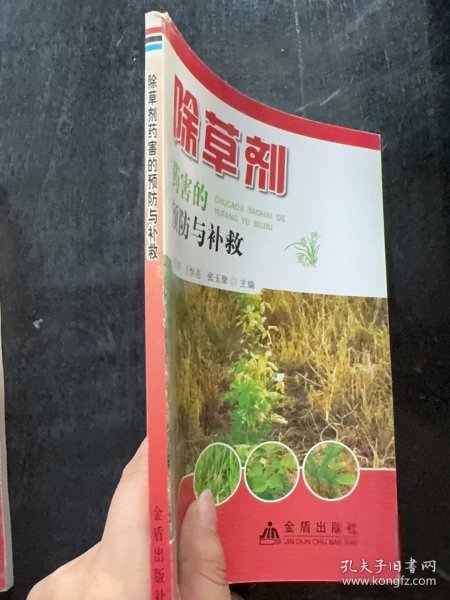 除草剂药害的预防与补救
金盾出版社
除草剂
药害的
CHUCAOJI YAOHAI DE
YUFANG YU BUJIU
预防与补救
王恒亮 张玉聚 主编
金盾出版社
JIN DUN CHU BAN SHE
孔夫子旧书网
www.kongfz.com